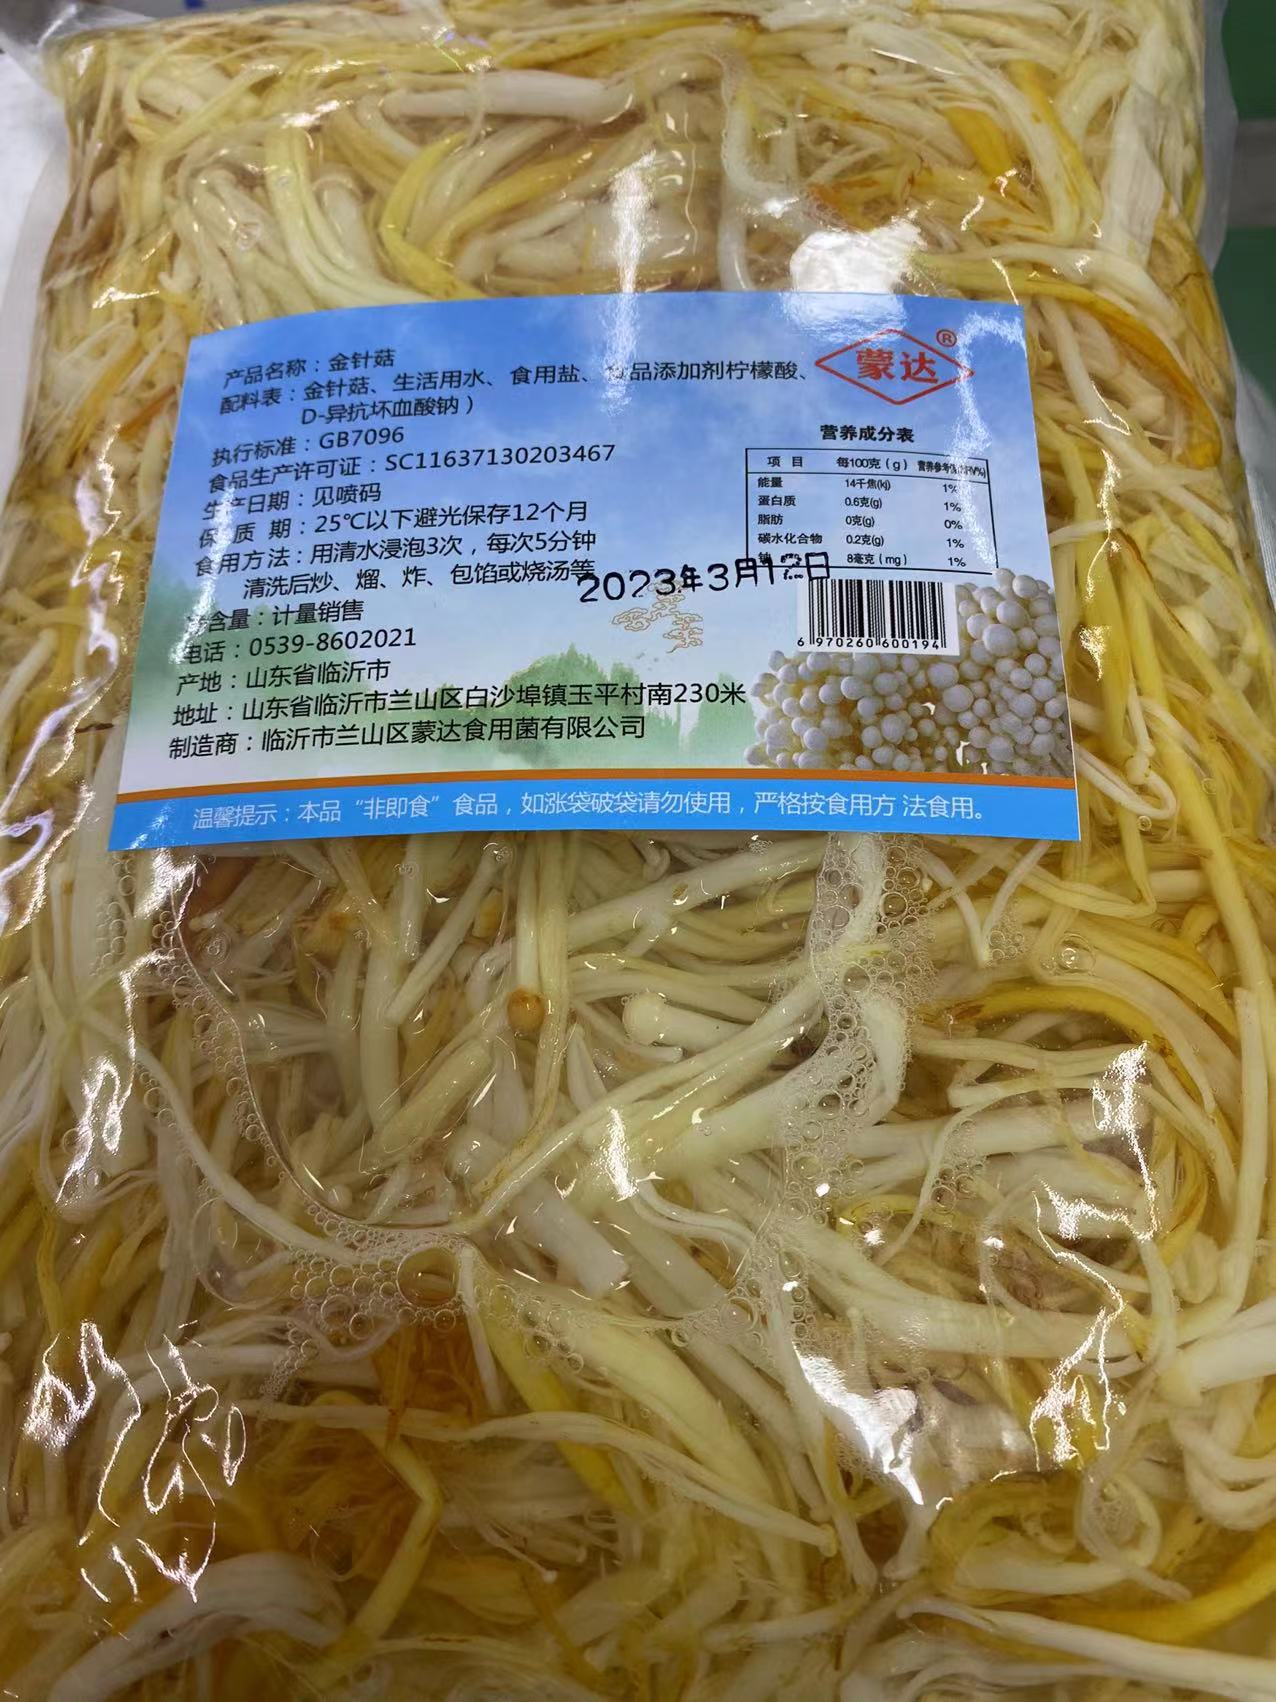 产品名称：金针菇
配料表：金针菇、生活用水、食用盐、食品添加剂柠檬酸、
D-异抗坏血酸钠）
执行标准：GB7096
食品生产许可证：SC11637130203467
生产日期：见喷码
保质 期：25℃以下避光保存12个月
食用方法：用清水浸泡3次，每次5分钟
清洗后炒、熘、炸、包馅或烧汤等
含量：计量销售
电话：0539-8602021
产地：山东省临沂市
地址：山东省临沂市兰山区白沙埠镇玉平村南230米
制造商：临沂市兰山区蒙达食用菌有限公司
蒙达®
营养成分表
项 目 每100克（g） 营养参考值(NRV%)
能量 14千焦(kj) 1%
蛋白质 0.6克(g) 1%
脂肪 0克(g) 0%
碳水化合物 0.2克(g) 1%
钠 8毫克（mg） 1%
2023年3月12日
6 970260 600194
温馨提示：本品“非即食”食品，如涨袋破袋请勿使用，严格按食用方 法食用。